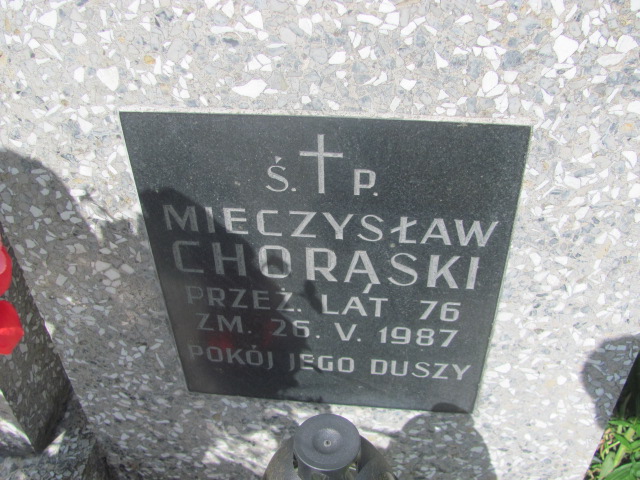 Ś. P.
MIECZYSŁAW
CHORĄSKI
PRZEŻ. LAT 76
ZM. 26. V. 1987
POKÓJ JEGO DUSZY